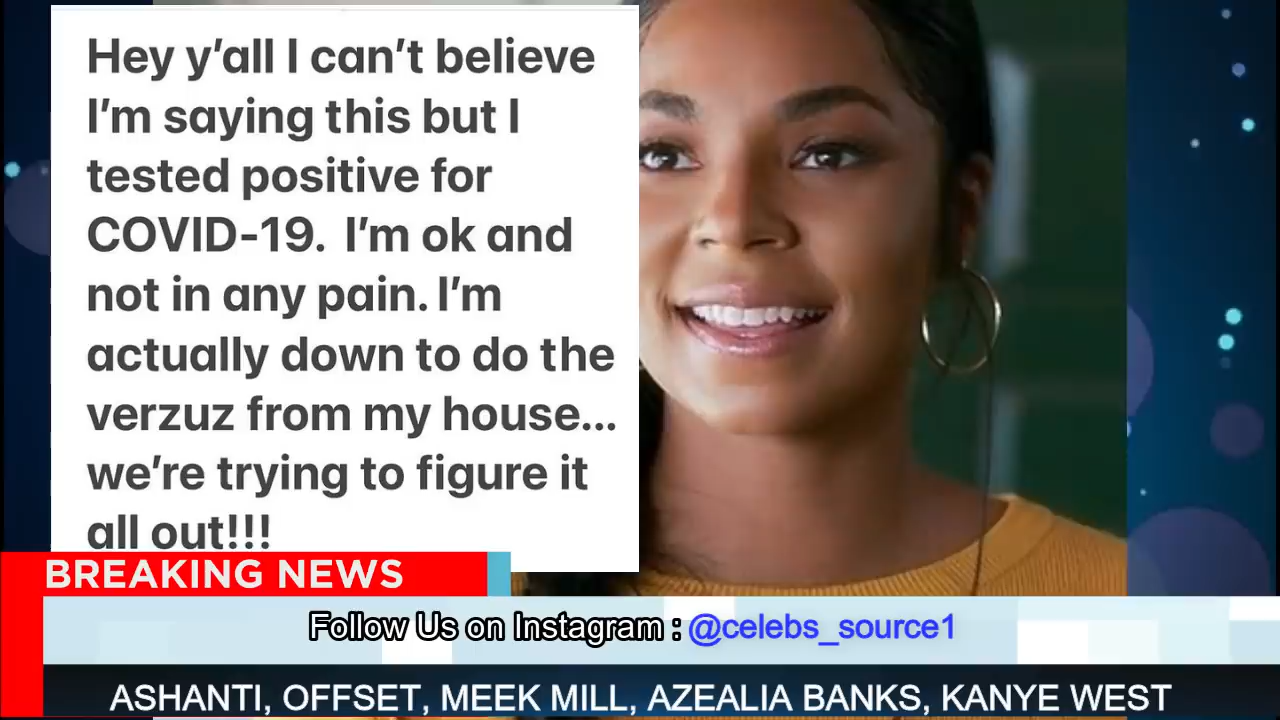 Hey y’all I can’t believe
I’m saying this but I
tested positive for
COVID-19. I’m ok and
not in any pain. I’m
actually down to do the
verzuz from my house...
we’re trying to figure it
all out!!!
BREAKING NEWS
Follow Us on Instagram : @celebs_source1
ASHANTI, OFFSET, MEEK MILL, AZEALIA BANKS, KANYE WEST